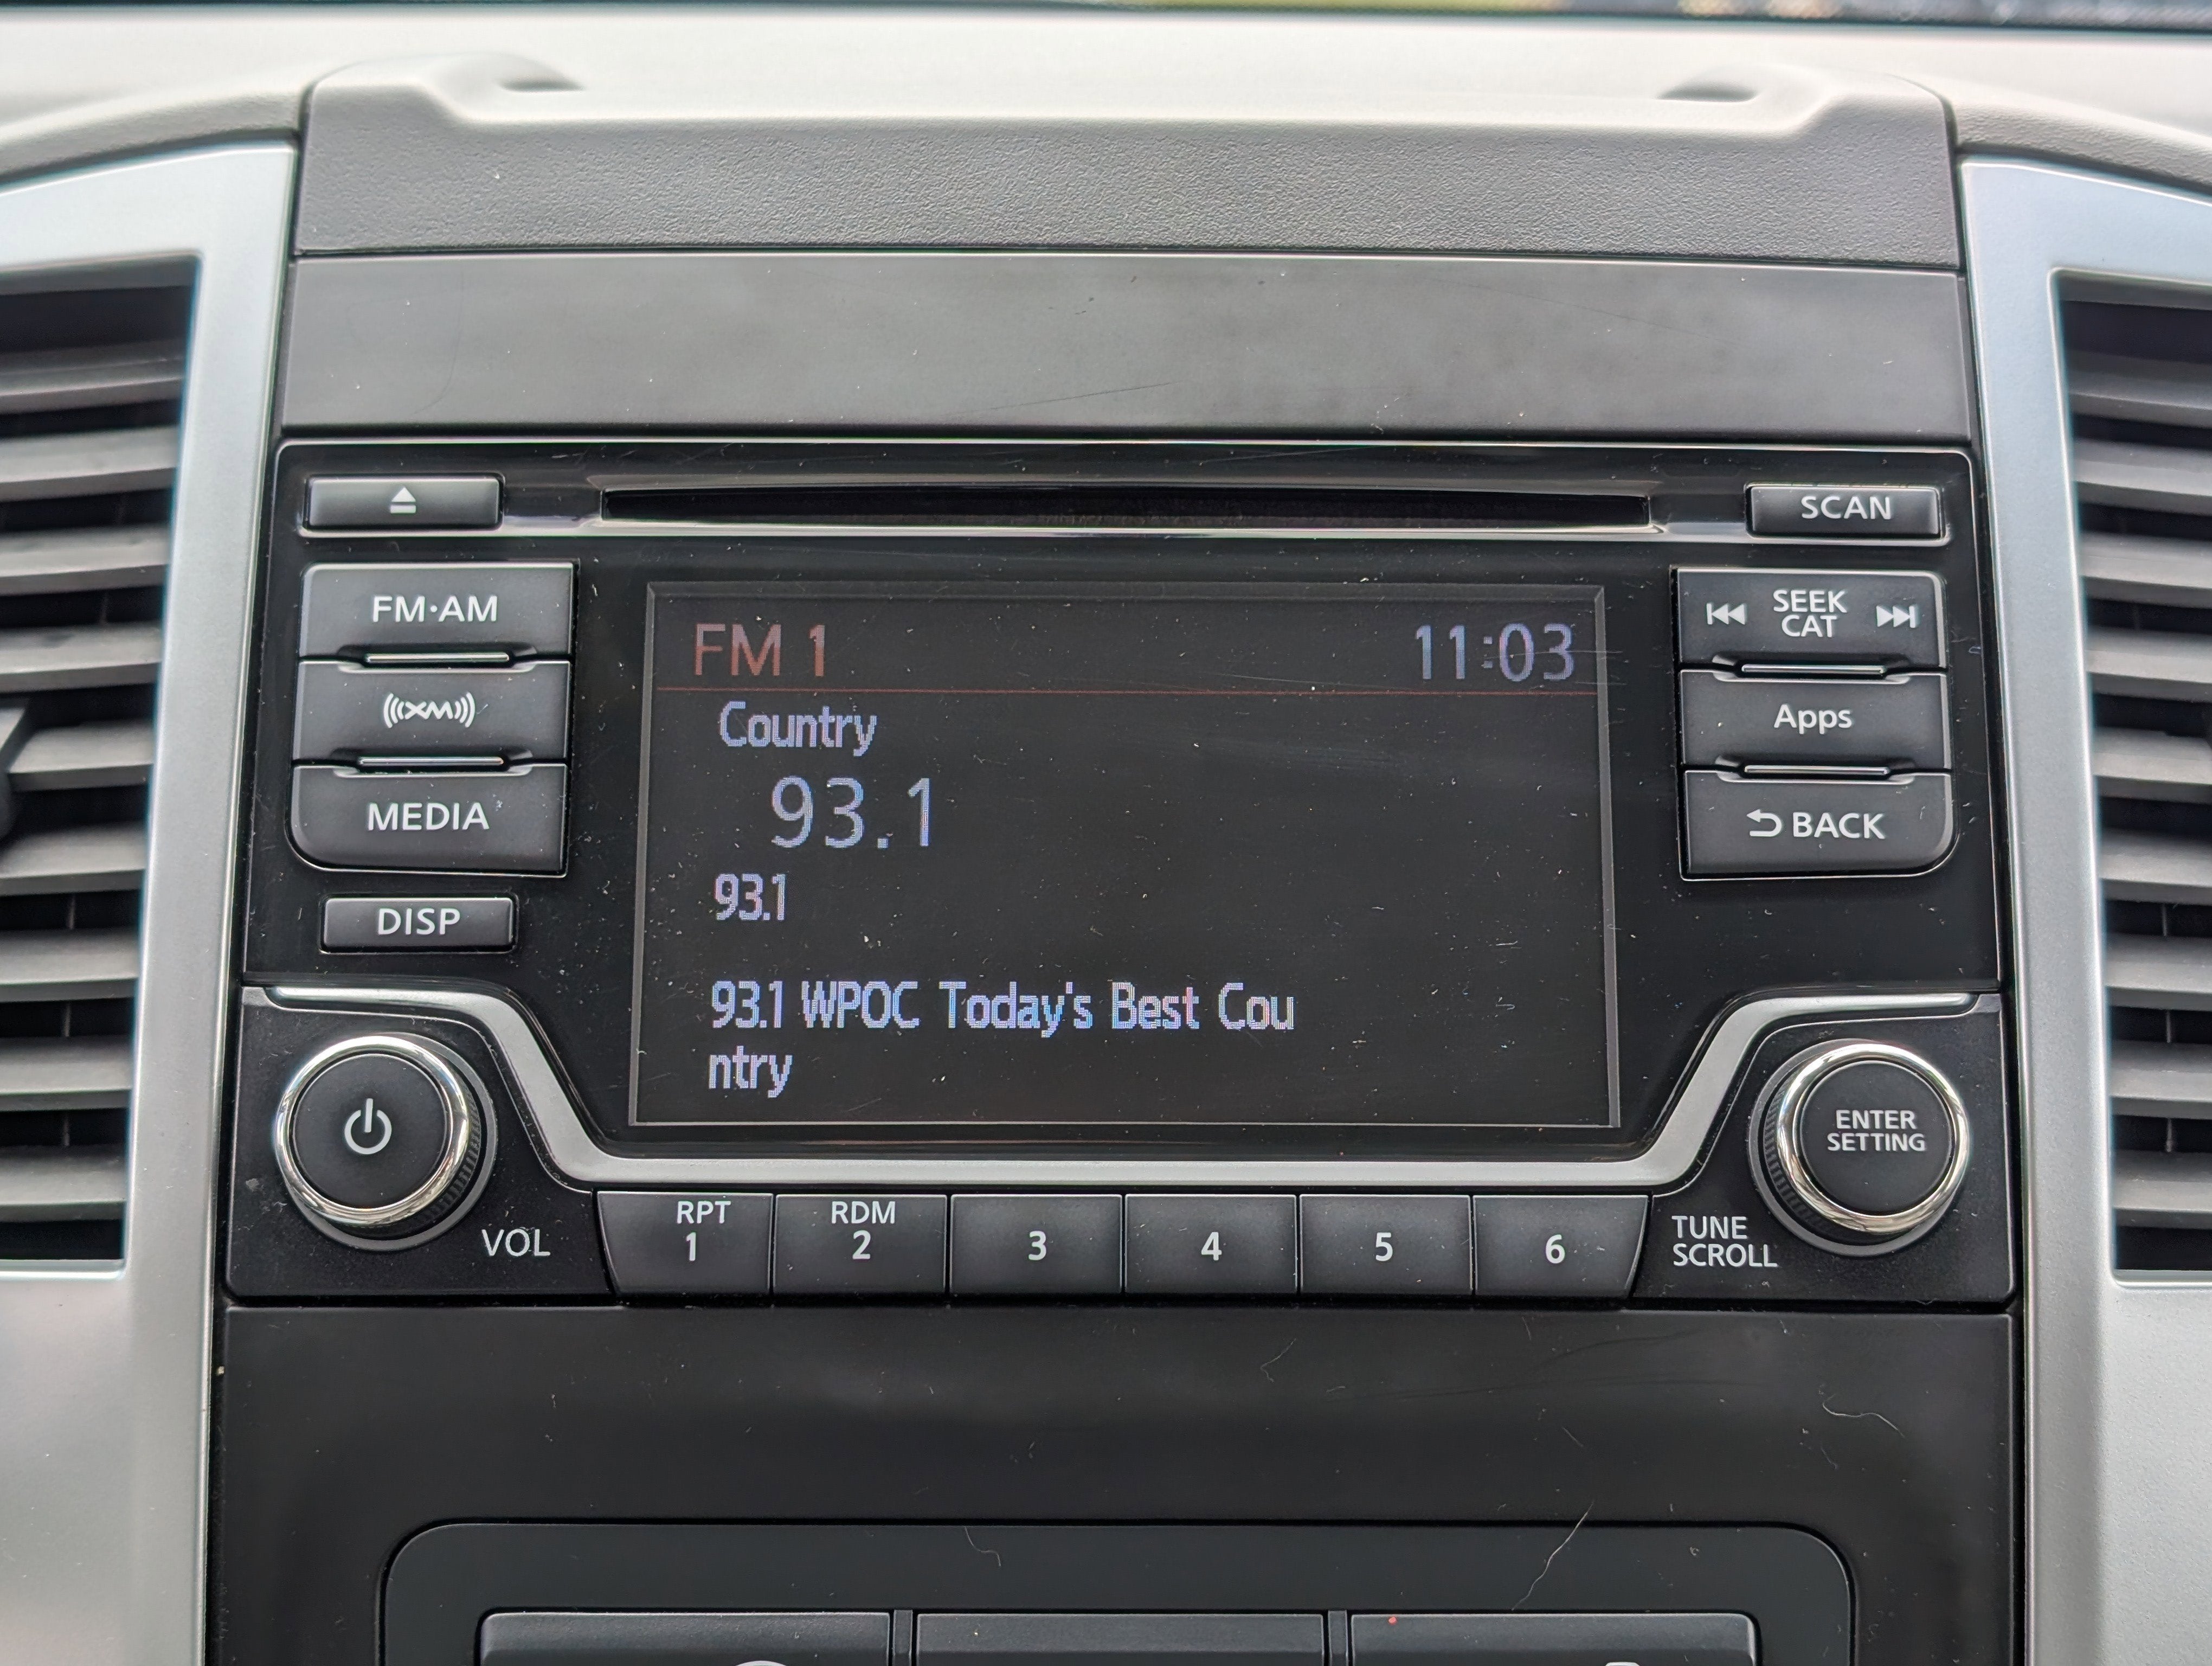 SCAN
FM·AM
SEEK
CAT
XM
Apps
MEDIA
BACK
DISP
FM 1 11:03
Country
93.1
93.1
93.1 WPOC Today's Best Cou
ntry
ENTER
SETTING
VOL
RPT
1
RDM
2
3
4
5
6
TUNE
SCROLL